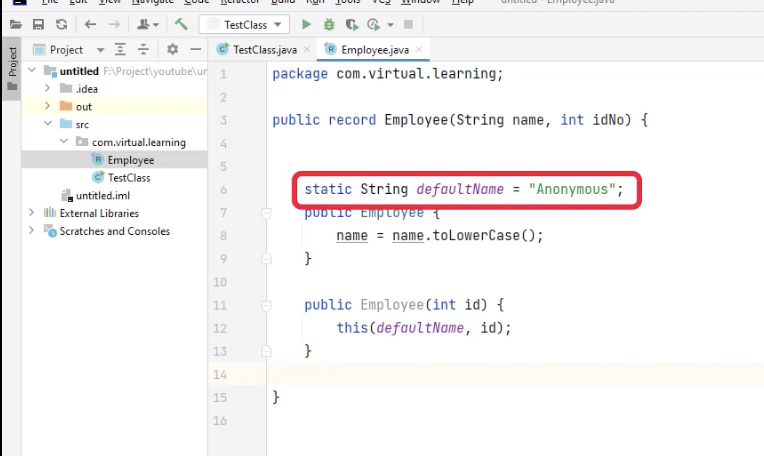 File Edit View Navigate Code Refactor Build Run Tools VCS Window Help untitled - Employee.java
TestClass
Project
TestClass.java
Employee.java
Project
untitled F:\Project\youtube\un
.idea
out
src
com.virtual.learning
Employee
TestClass
untitled.iml
External Libraries
Scratches and Consoles
1 package com.virtual.learning;
2
3 public record Employee(String name, int idNo) {
4
5
6 static String defaultName = "Anonymous";
7 public Employee {
8 name = name.toLowerCase();
9 }
10
11 public Employee(int id) {
12 this(defaultName, id);
13 }
14
15 }
16